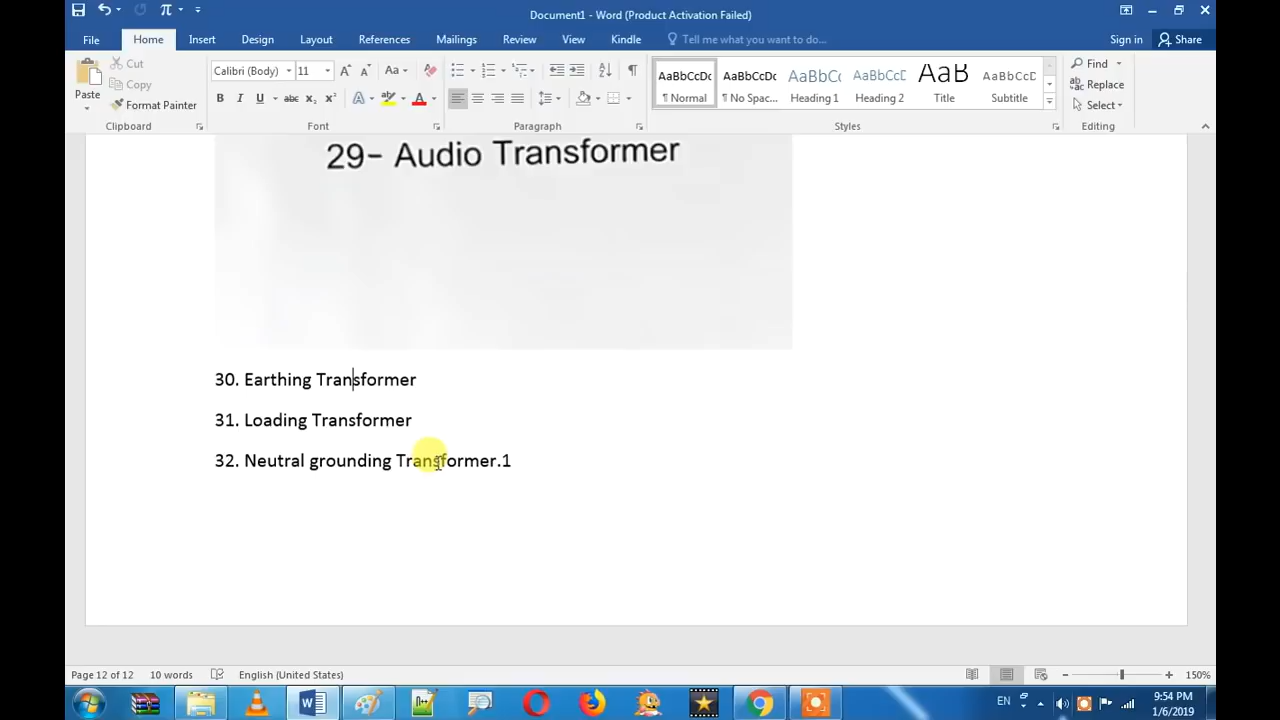 Document1 - Word (Product Activation Failed)
File Home Insert Design Layout References Mailings Review View Kindle Tell me what you want to do... Sign in Share
Paste
Cut
Copy
Format Painter
Clipboard
Calibri (Body) 11
Font
Paragraph
AaBbCcDc AaBbCcDc AaBbCc AaBbCcD AaB AaBbCcD
¶ Normal ¶ No Spac... Heading 1 Heading 2 Title Subtitle
Styles
Find
Replace
Select
Editing
29- Audio Transformer
30. Earthing Transformer
31. Loading Transformer
32. Neutral grounding Transformer.1
Page 12 of 12 10 words English (United States) 150%
EN 9:54 PM
1/6/2019